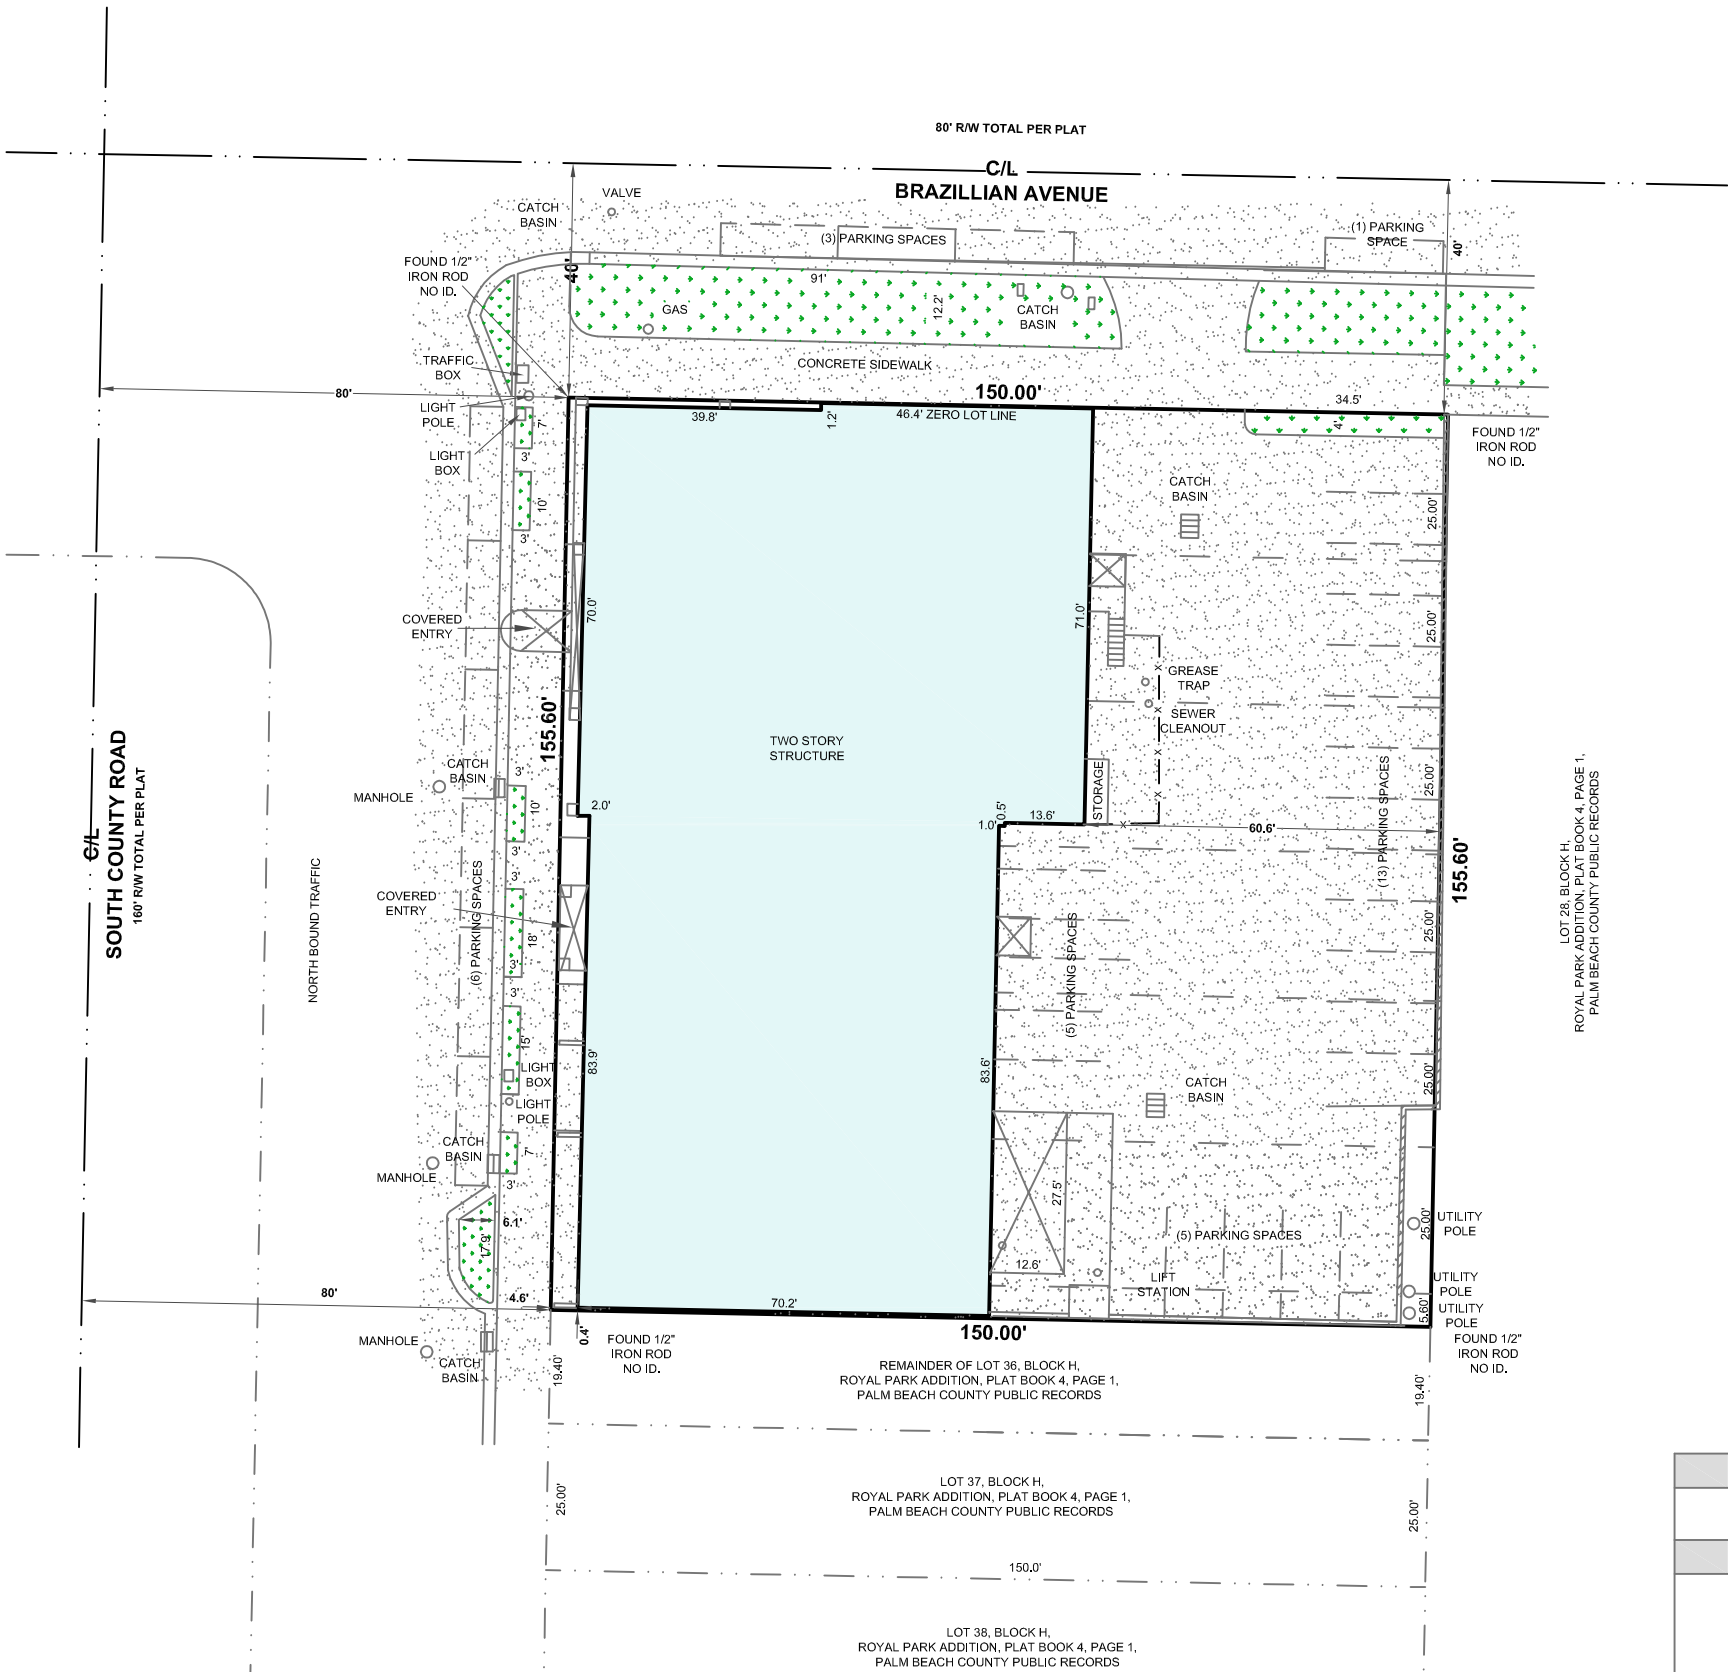 80' R/W TOTAL PER PLAT
C/L
BRAZILLIAN AVENUE
VALVE
CATCH
BASIN
(3) PARKING SPACES
(1) PARKING
SPACE
40'
40'
FOUND 1/2"
IRON ROD
NO ID.
91'
12.2'
GAS
CATCH
BASIN
TRAFFIC
BOX
CONCRETE SIDEWALK
80'
150.00'
34.5'
LIGHT
POLE
7'
39.8'
1.2'
46.4' ZERO LOT LINE
4'
FOUND 1/2"
IRON ROD
NO ID.
LIGHT
BOX
3'
CATCH
BASIN
10'
3'
25.00'
COVERED
ENTRY
70.0'
71.0'
25.00'
GREASE
TRAP
SEWER
CLEANOUT
155.60'
TWO STORY
STRUCTURE
CATCH
BASIN
3'
MANHOLE
10'
2.0'
STORAGE
25.00'
(13) PARKING SPACES
0.5'
1.0'
13.6'
60.6'
3'
155.60'
C/L
SOUTH COUNTY ROAD
160' R/W TOTAL PER PLAT
NORTH BOUND TRAFFIC
LOT 28, BLOCK H,
ROYAL PARK ADDITION, PLAT BOOK 4, PAGE 1,
PALM BEACH COUNTY PUBLIC RECORDS
3'
COVERED
ENTRY
(6) PARKING SPACES
18'
3'
3'
(5) PARKING SPACES
25.00'
15'
83.9'
83.6'
LIGHT
BOX
LIGHT
POLE
CATCH
BASIN
25.00'
CATCH
BASIN
7'
MANHOLE
3'
27.5'
6.1'
17.9'
(5) PARKING SPACES
25.00'
UTILITY
POLE
12.6'
LIFT
STATION
UTILITY
POLE
UTILITY
POLE
5.60'
80'
4.6'
70.2'
0.4'
150.00'
MANHOLE
CATCH
BASIN
FOUND 1/2"
IRON ROD
NO ID.
FOUND 1/2"
IRON ROD
NO ID.
19.40'
19.40'
REMAINDER OF LOT 36, BLOCK H,
ROYAL PARK ADDITION, PLAT BOOK 4, PAGE 1,
PALM BEACH COUNTY PUBLIC RECORDS
25.00'
LOT 37, BLOCK H,
ROYAL PARK ADDITION, PLAT BOOK 4, PAGE 1,
PALM BEACH COUNTY PUBLIC RECORDS
25.00'
150.0'
LOT 38, BLOCK H,
ROYAL PARK ADDITION, PLAT BOOK 4, PAGE 1,
PALM BEACH COUNTY PUBLIC RECORDS